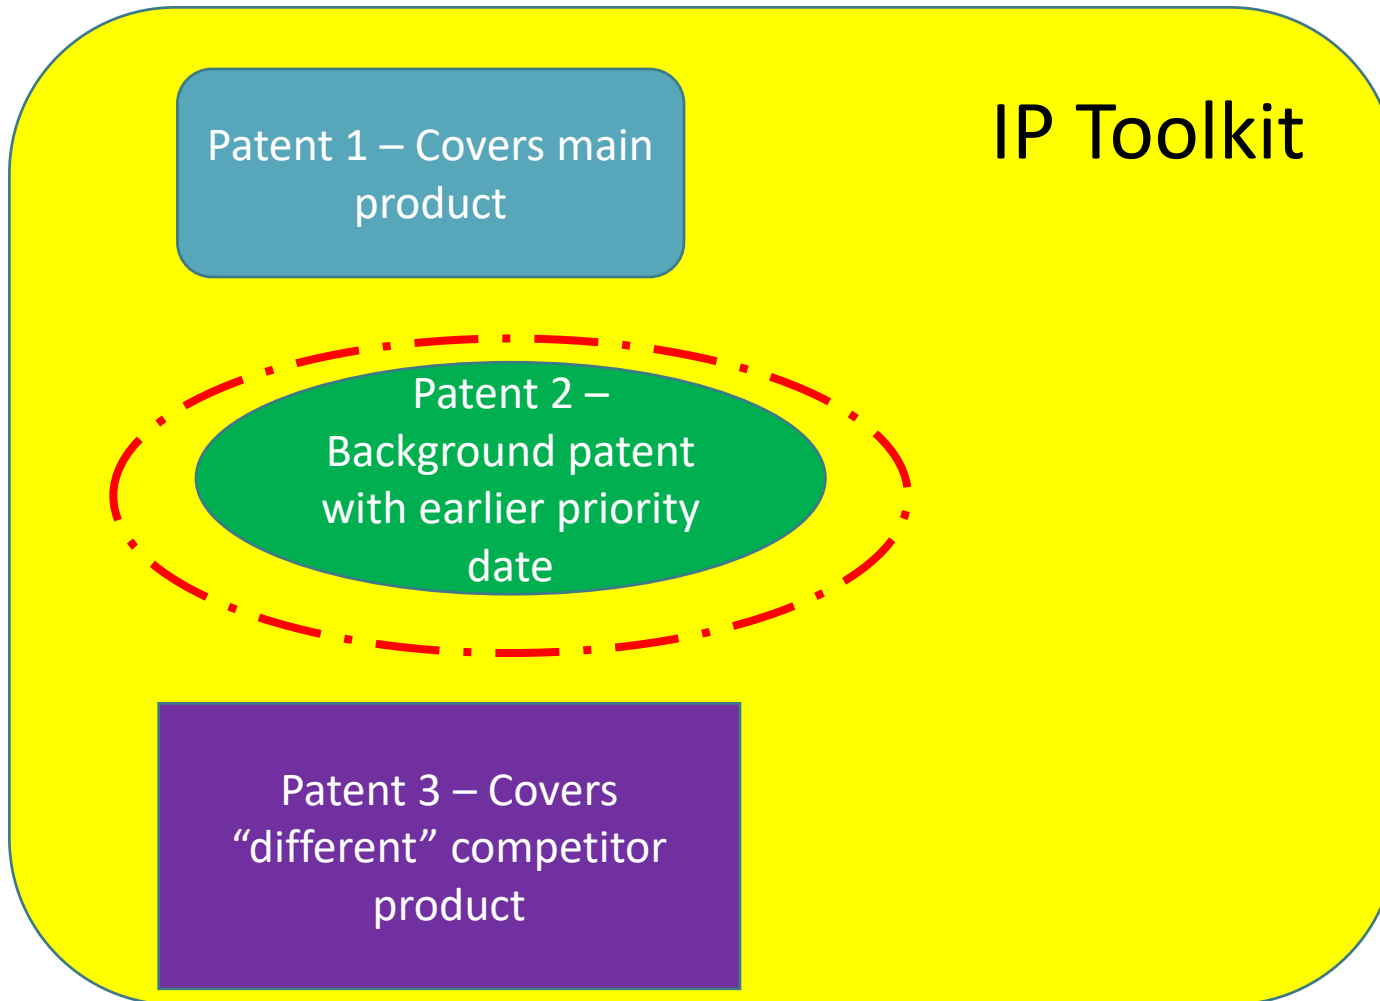 IP Toolkit
Patent 1 – Covers main
product
Patent 2 –
Background patent
with earlier priority
date
Patent 3 – Covers
“different” competitor
product